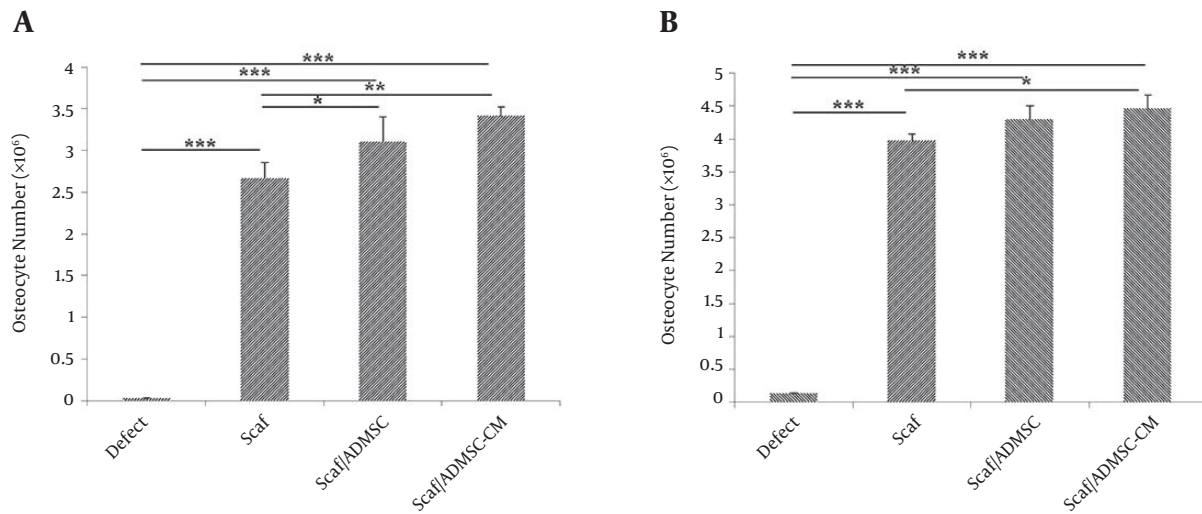 A
Osteocyte Number (×10⁶)
4
3.5
3
2.5
2
1.5
1
0.5
0
***
***
**
*
***
Defect
Scaf
Scaf/ADMSC
Scaf/ADMSC-CM
B
Osteocyte Number (×10⁶)
5
4.5
4
3.5
3
2.5
2
1.5
1
0.5
0
***
***
*
***
Defect
Scaf
Scaf/ADMSC
Scaf/ADMSC-CM